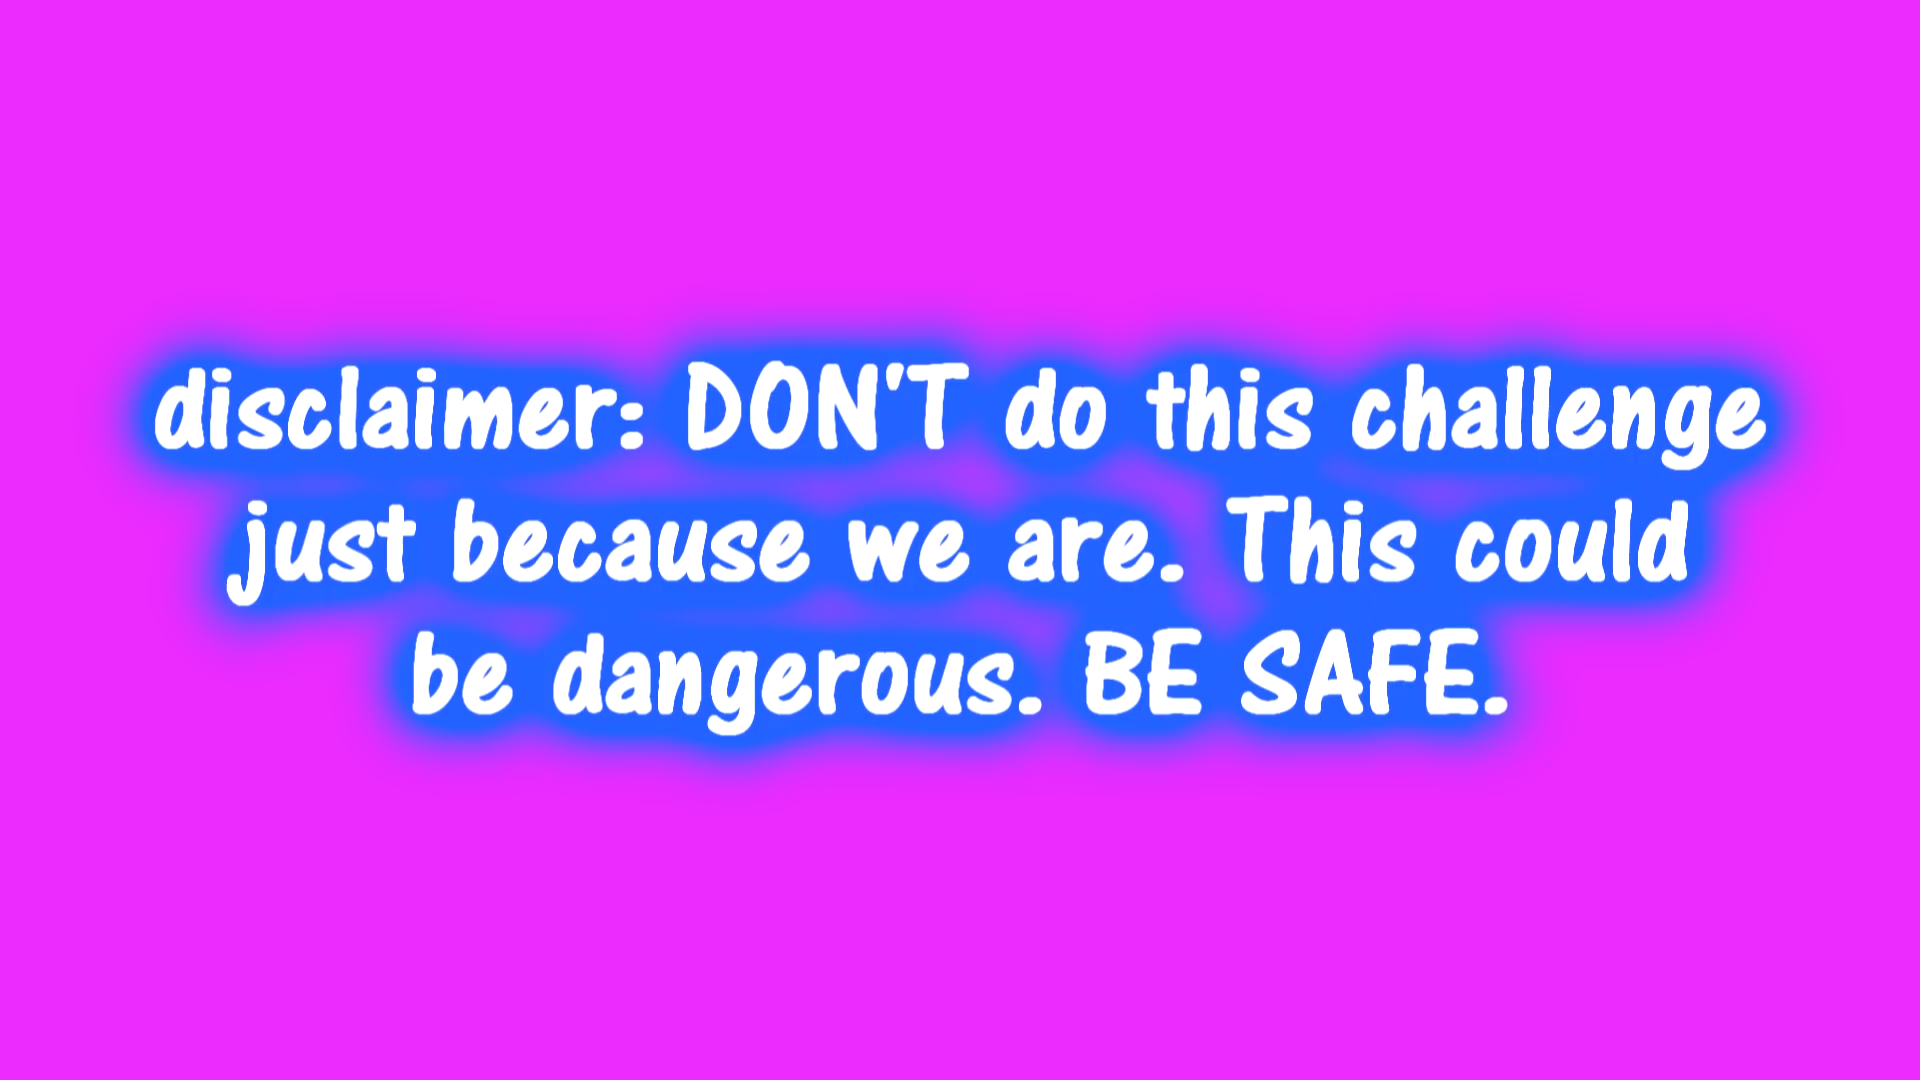 disclaimer: DON'T do this challenge
just because we are. This could
be dangerous. BE SAFE.